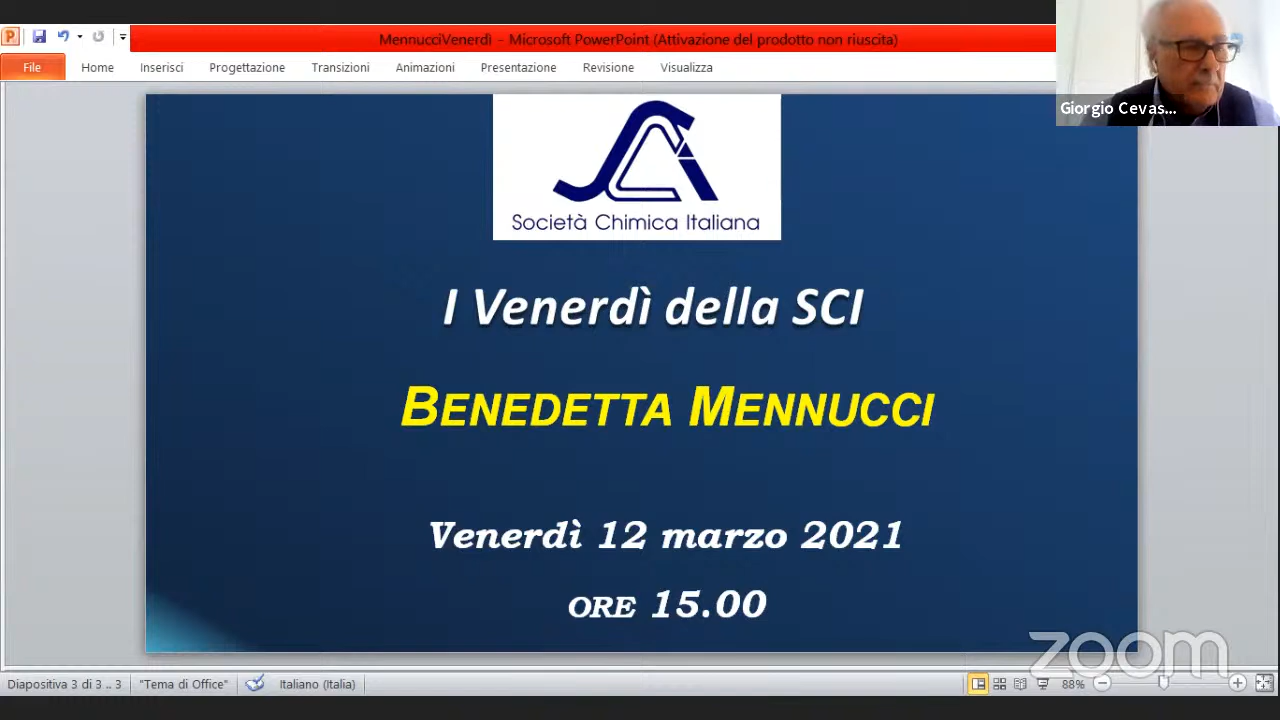 MennucciVenerdì - Microsoft PowerPoint (Attivazione del prodotto non riuscita)
File Home Inserisci Progettazione Transizioni Animazioni Presentazione Revisione Visualizza
Giorgio Cevas...
Società Chimica Italiana
I Venerdì della SCI
BENEDETTA MENNUCCI
Venerdì 12 marzo 2021
ORE 15.00
zoom
Diapositiva 3 di 3 .. 3 "Tema di Office" Italiano (Italia) 88%